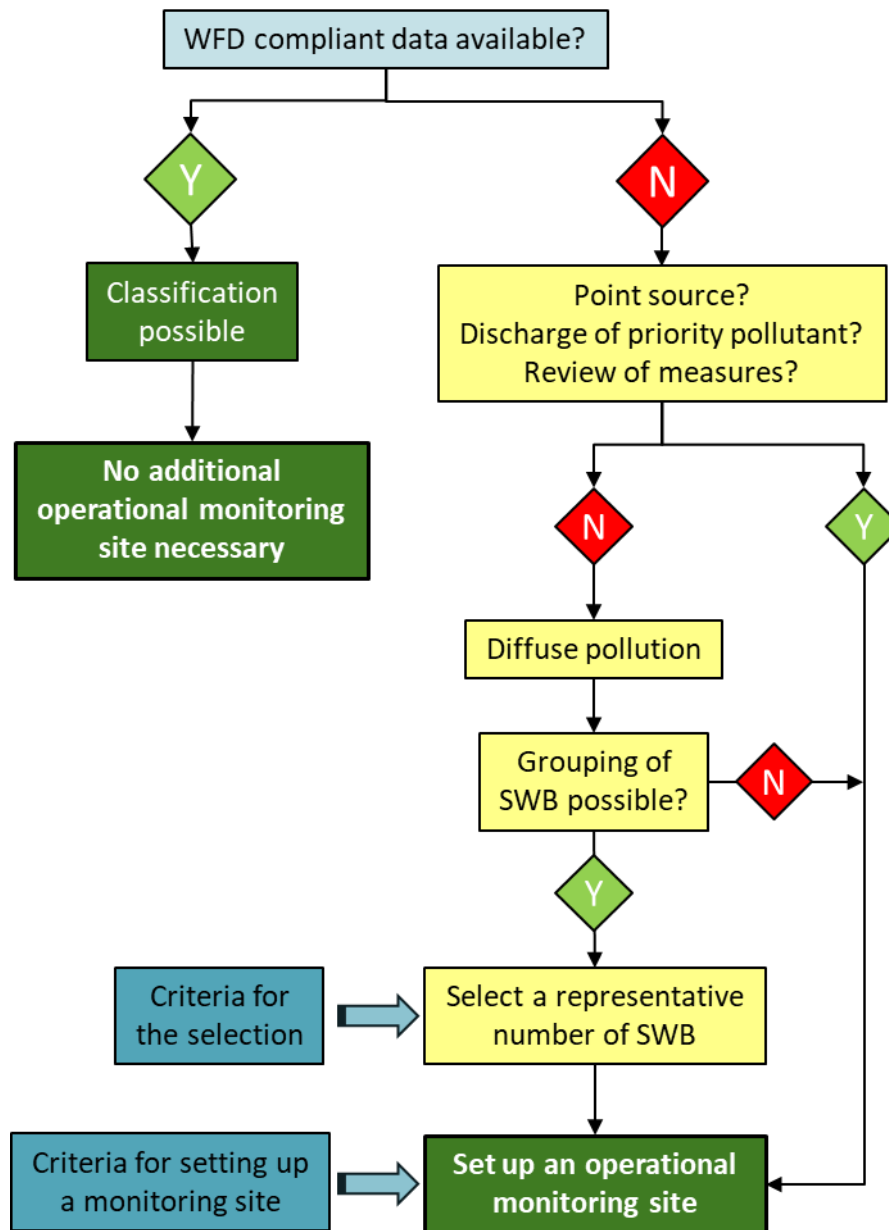 WFD compliant data available?
Y
N
Classification
possible
Point source?
Discharge of priority pollutant?
Review of measures?
No additional
operational monitoring
site necessary
N
Y
Diffuse pollution
Grouping of
SWB possible?
N
Y
Criteria for
the selection
Select a representative
number of SWB
Criteria for setting up
a monitoring site
Set up an operational
monitoring site